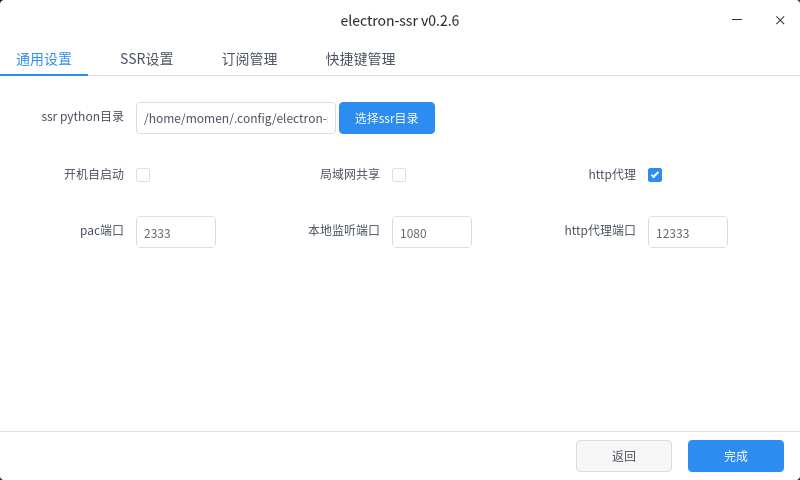 electron-ssr v0.2.6
通用设置 SSR设置 订阅管理 快捷键管理
ssr python目录 /home/momen/.config/electron- 选择ssr目录
开机自启动 局域网共享 http代理
pac端口 2333 本地监听端口 1080 http代理端口 12333
返回 完成